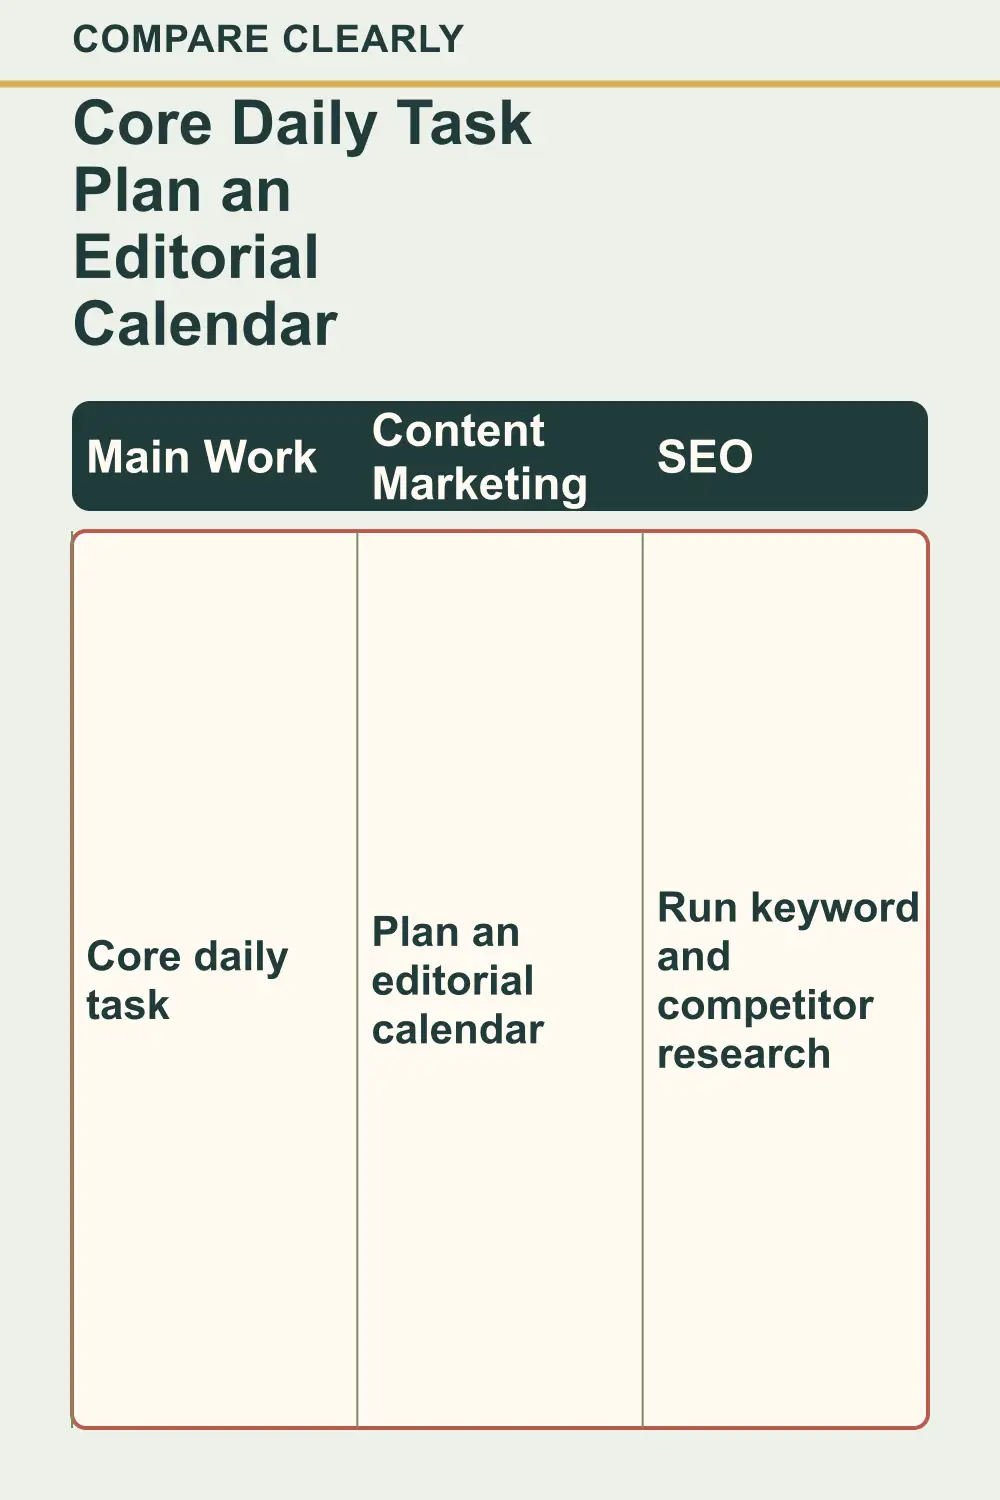 COMPARE CLEARLY
Core Daily Task
Plan an
Editorial
Calendar
Main Work
Content
Marketing
SEO
Core daily
task
Plan an
editorial
calendar
Run keyword
and
competitor
research